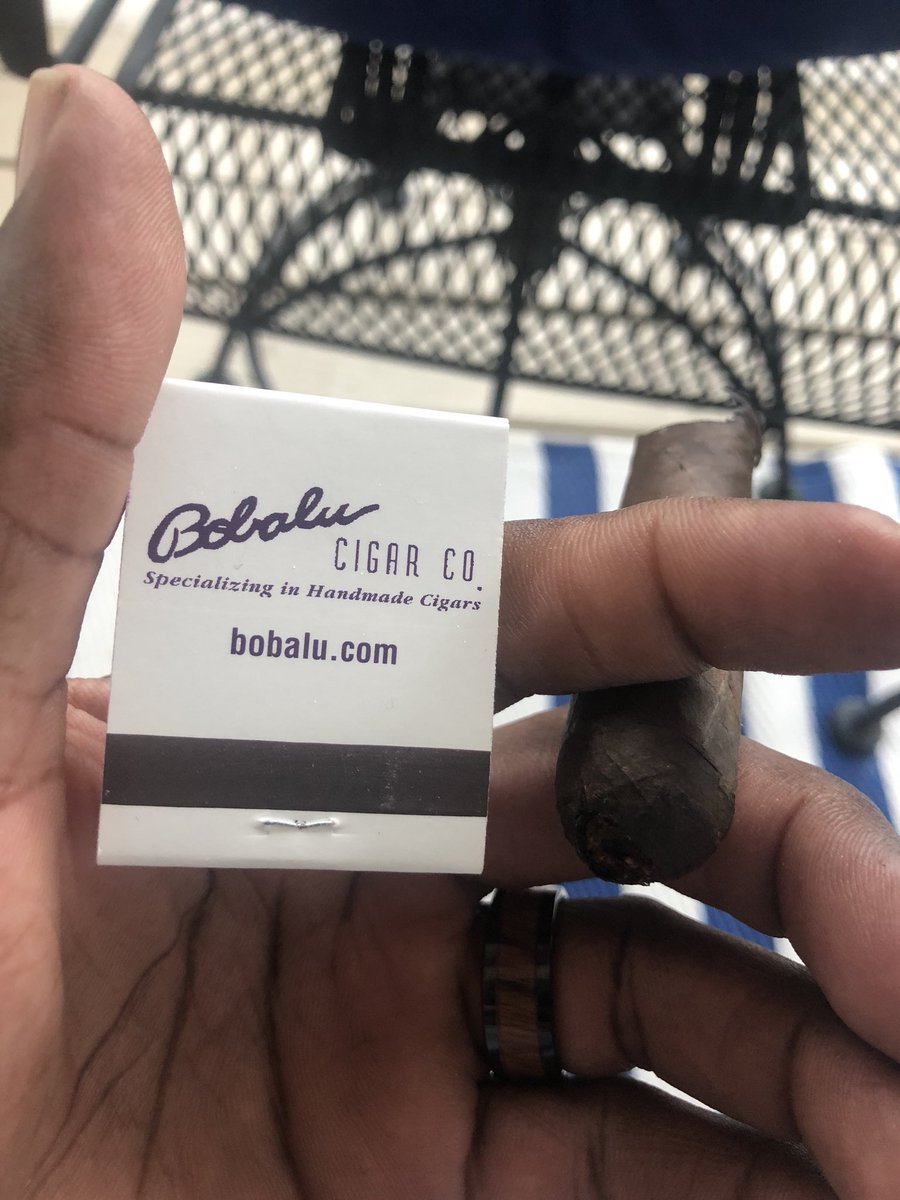 Bobalu
CIGAR CO.
Specializing in Handmade Cigars
bobalu.com